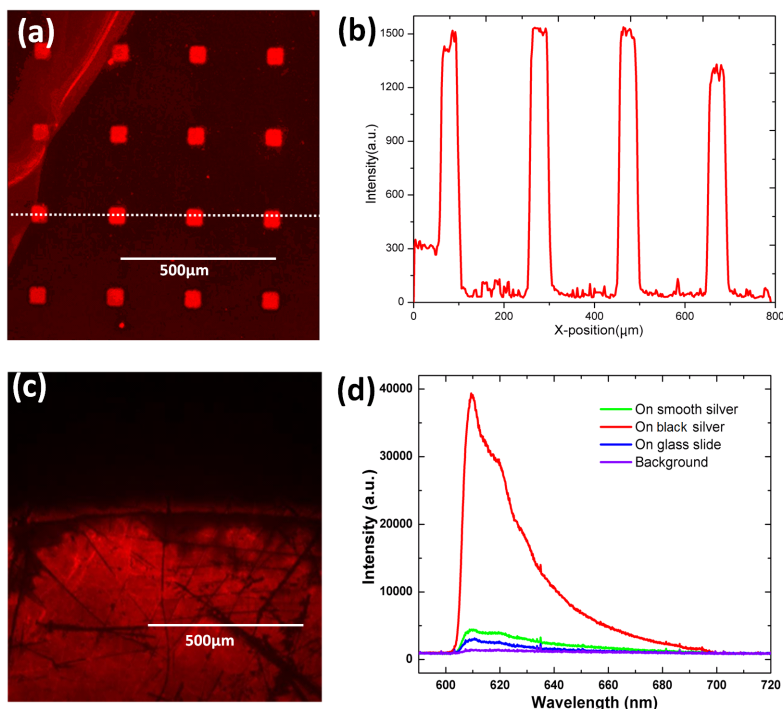 (a)
500μm
(b)
1500
1200
900
600
300
0
Intensity(a.u.)
0
200
400
600
800
X-position(μm)
(c)
500μm
(d)
40000
30000
20000
10000
0
Intensity (a.u.)
On smooth silver
On black silver
On glass slide
Background
600
620
640
660
680
700
720
Wavelength (nm)